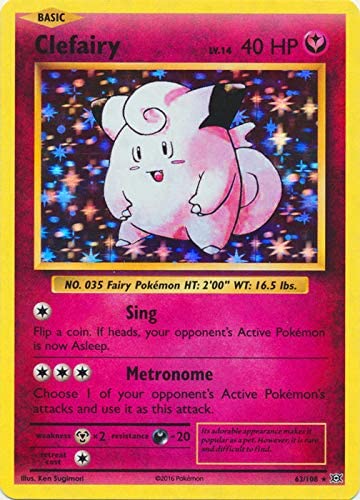 BASIC
Clefairy LV.14 40 HP
NO. 035 Fairy Pokémon HT: 2'00" WT: 16.5 lbs.
Sing
Flip a coin. If heads, your opponent's Active Pokémon
is now Asleep.
Metronome
Choose 1 of your opponent's Active Pokémon's
attacks and use it as this attack.
weakness ×2 resistance -20
retreat
cost
Its adorable appearance makes it
popular as a pet. However, it is rare
and difficult to find.
Illus. Ken Sugimori ©2016 Pokémon 63/108 ★